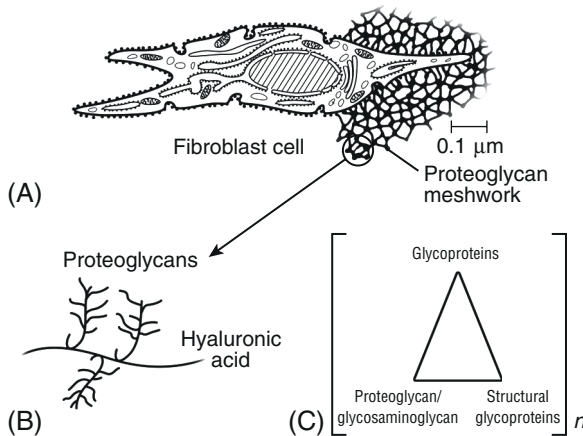 Fibroblast cell
0.1 μm
Proteoglycan
meshwork
(A)
Proteoglycans
Hyaluronic
acid
(B)
Glycoproteins
Proteoglycan/
glycosaminoglycan
Structural
glycoproteins
n
(C)